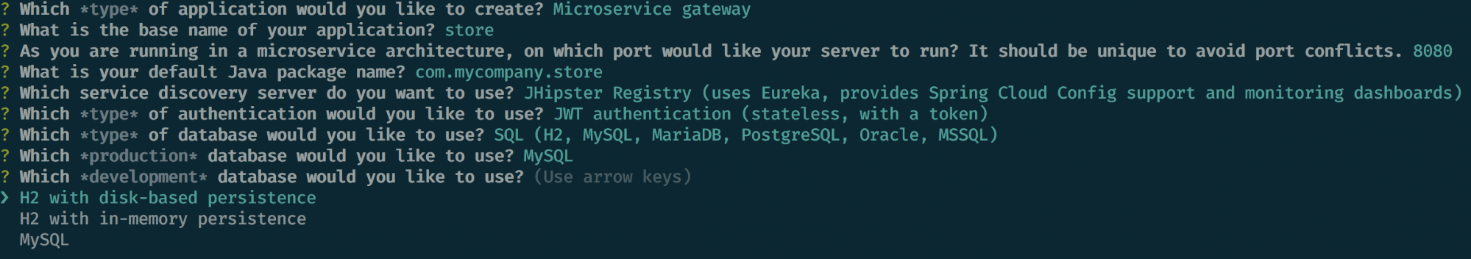 ? Which *type* of application would you like to create? Microservice gateway
? What is the base name of your application? store
? As you are running in a microservice architecture, on which port would like your server to run? It should be unique to avoid port conflicts. 8080
? What is your default Java package name? com.mycompany.store
? Which service discovery server do you want to use? JHipster Registry (uses Eureka, provides Spring Cloud Config support and monitoring dashboards)
? Which *type* of authentication would you like to use? JWT authentication (stateless, with a token)
? Which *type* of database would you like to use? SQL (H2, MySQL, MariaDB, PostgreSQL, Oracle, MSSQL)
? Which *production* database would you like to use? MySQL
? Which *development* database would you like to use? (Use arrow keys)
❯ H2 with disk-based persistence
H2 with in-memory persistence
MySQL